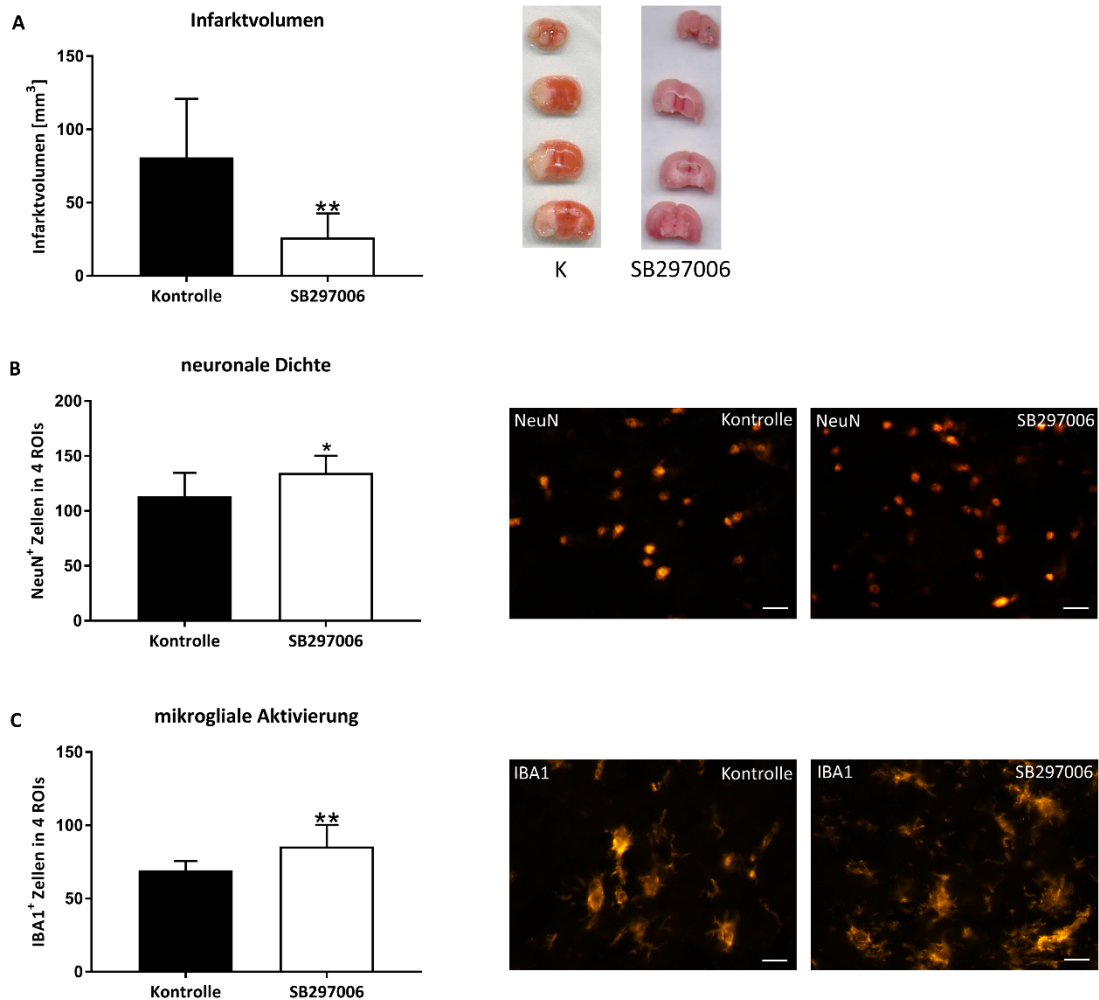 A
Infarktvolumen
Infarktvolumen [mm³]
150
100
50
0
**
Kontrolle
SB297006
K
SB297006
B
neuronale Dichte
NeuN⁺ Zellen in 4 ROIs
200
150
100
50
0
*
Kontrolle
SB297006
NeuN
Kontrolle
NeuN
SB297006
C
mikrogliale Aktivierung
IBA1⁺ Zellen in 4 ROIs
150
100
50
0
**
Kontrolle
SB297006
IBA1
Kontrolle
IBA1
SB297006